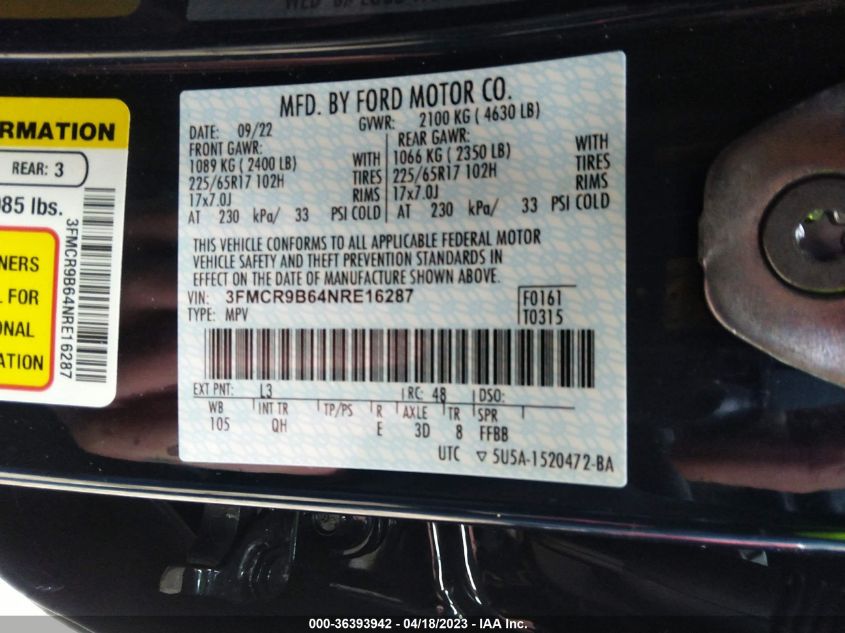 RMATION
REAR: 3
085 lbs.
NERS
L FOR
ONAL
ATION
3FMCR9B64NRE16287
MFD. BY FORD MOTOR CO.
DATE: 09/22 GVWR: 2100 KG ( 4630 LB)
FRONT GAWR: REAR GAWR:
1089 KG ( 2400 LB) WITH 1066 KG ( 2350 LB) WITH
225/65R17 102H TIRES 225/65R17 102H TIRES
17x7.0J RIMS 17x7.0J RIMS
AT 230 kPa/ 33 PSI COLD AT 230 kPa/ 33 PSI COLD
THIS VEHICLE CONFORMS TO ALL APPLICABLE FEDERAL MOTOR
VEHICLE SAFETY AND THEFT PREVENTION STANDARDS IN
EFFECT ON THE DATE OF MANUFACTURE SHOWN ABOVE.
VIN: 3FMCR9B64NRE16287 F0161
TYPE: MPV T0315
EXT PNT: L3 RC: 48 DSO:
WB INT TR TP/PS R AXLE TR SPR
105 QH E 3D 8 FFBB
UTC ▽ 5U5A-1520472-BA
000-36393942 - 04/18/2023 - IAA Inc.